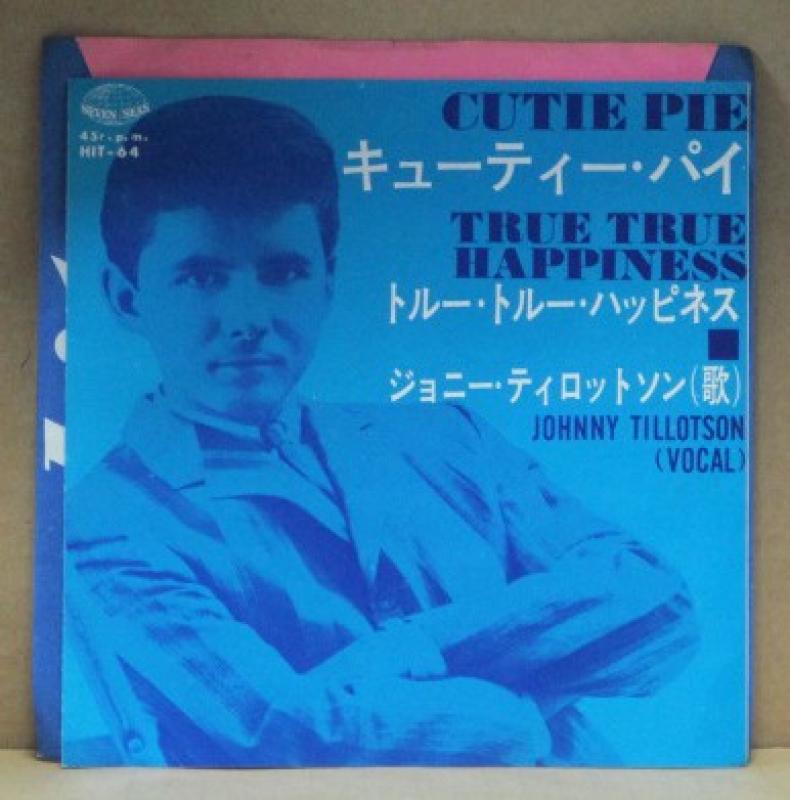 SEVEN SEAS
45r.p.m.
HIT-64
CUTIE PIE
キューティー・パイ
TRUE TRUE
HAPPINESS
トルー・トルー・ハッピネス
ジョニー・ティロットソン(歌)
JOHNNY TILLOTSON
(VOCAL)